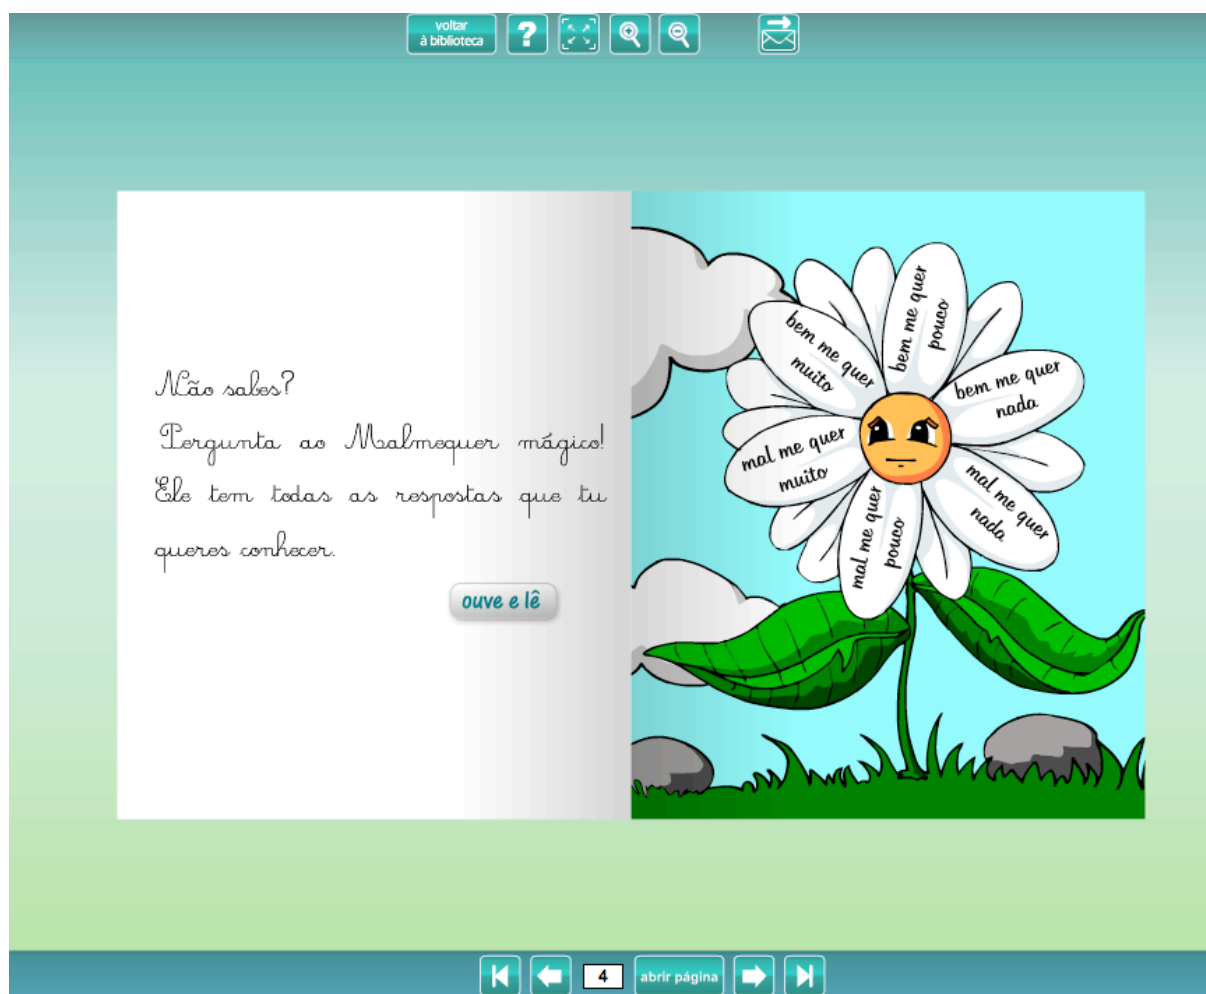 voltar
à biblioteca
?
Não sabes?
Pergunta ao Malmequer mágico!
Ele tem todas as respostas que tu
queres conhecer.
ouve e lê
bem me quer
muito
bem me quer
pouco
bem me quer
nada
mal me quer
muito
mal me quer
pouco
mal me quer
nada
4
abrir página